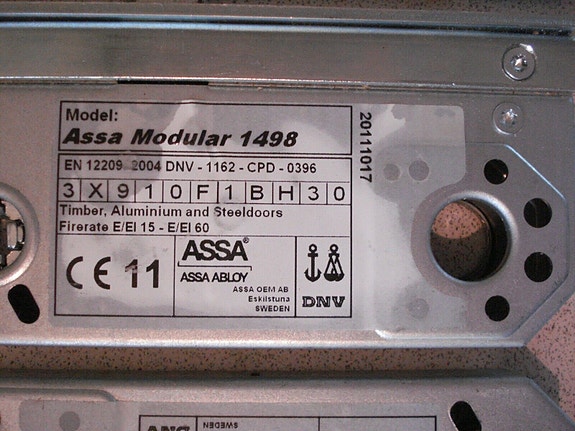 Model:
Assa Modular 1498
EN 12209 2004 DNV - 1162 - CPD - 0396
3 X 9 1 0 F 1 B H 3 0
Timber, Aluminium and Steeldoors
Firerate E/EI 15 - E/EI 60
CE 11
ASSA
ASSA ABLOY
ASSA OEM AB
Eskilstuna
SWEDEN
DNV
20111017
SWEDEN